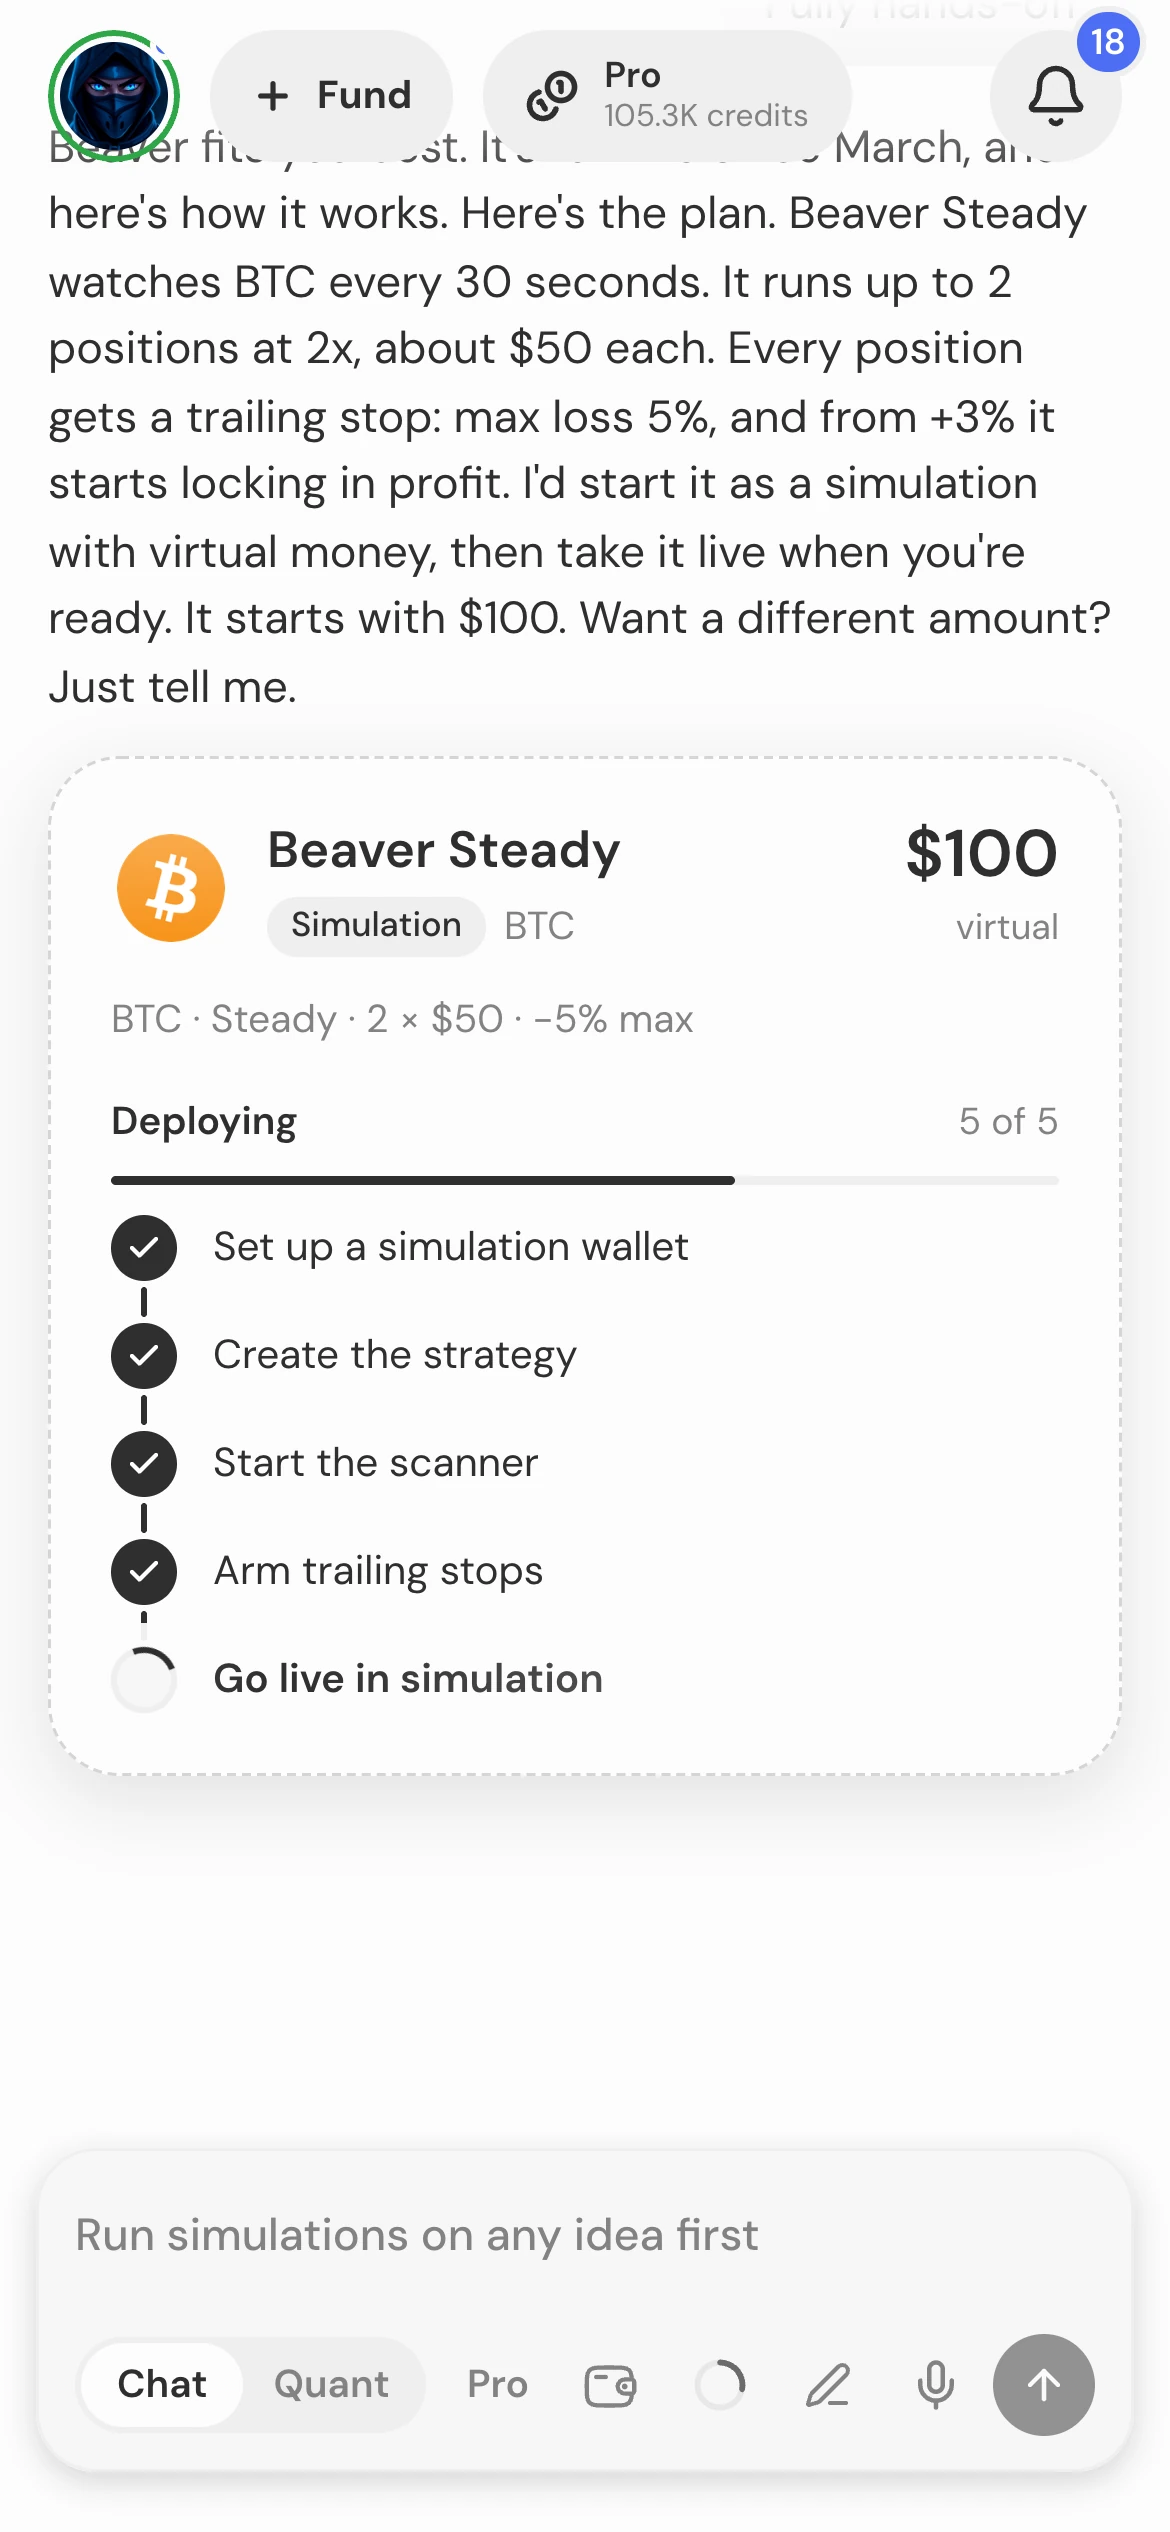 Fully hands-off
18
Fund
Pro
105.3K credits
Beaver st. It March,
here's how it works. Here's the plan. Beaver Steady
watches BTC every 30 seconds. It runs up to 2
positions at 2x, about $50 each. Every position
gets a trailing stop: max loss 5%, and from +3% it
starts locking in profit. I'd start it as a simulation
with virtual money, then take it live when you're
ready. It starts with $100. Want a different amount?
Just tell me.
Beaver Steady
$100
Simulation BTC
virtual
BTC · Steady · 2 × $50 · -5% max
Deploying
5 of 5
Set up a simulation wallet
Create the strategy
Start the scanner
Arm trailing stops
Go live in simulation
Run simulations on any idea first
Chat Quant Pro